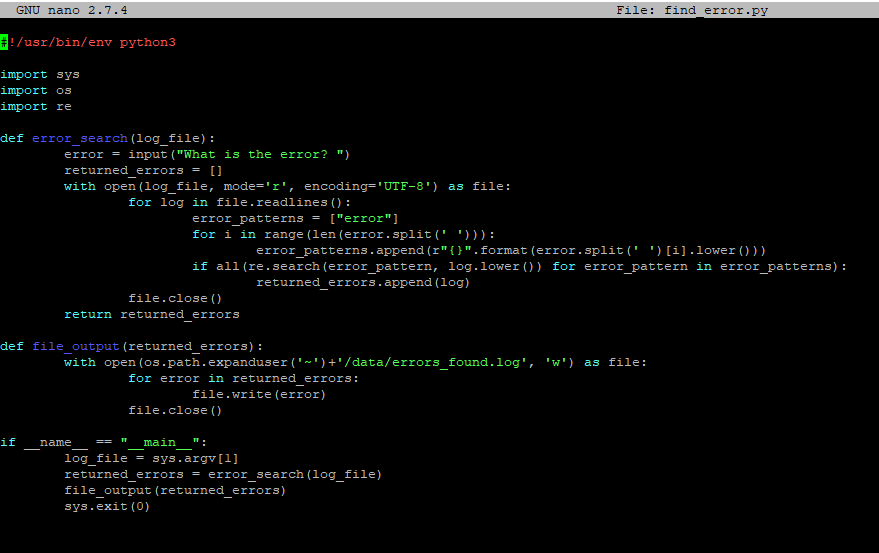 GNU nano 2.7.4 File: find_error.py
#!/usr/bin/env python3
import sys
import os
import re
def error_search(log_file):
error = input("What is the error? ")
returned_errors = []
with open(log_file, mode='r', encoding='UTF-8') as file:
for log in file.readlines():
error_patterns = ["error"]
for i in range(len(error.split(' '))):
error_patterns.append(r"{}".format(error.split(' ')[i].lower()))
if all(re.search(error_pattern, log.lower()) for error_pattern in error_patterns):
returned_errors.append(log)
file.close()
return returned_errors
def file_output(returned_errors):
with open(os.path.expanduser('~')+'/data/errors_found.log', 'w') as file:
for error in returned_errors:
file.write(error)
file.close()
if __name__ == "__main__":
log_file = sys.argv[1]
returned_errors = error_search(log_file)
file_output(returned_errors)
sys.exit(0)